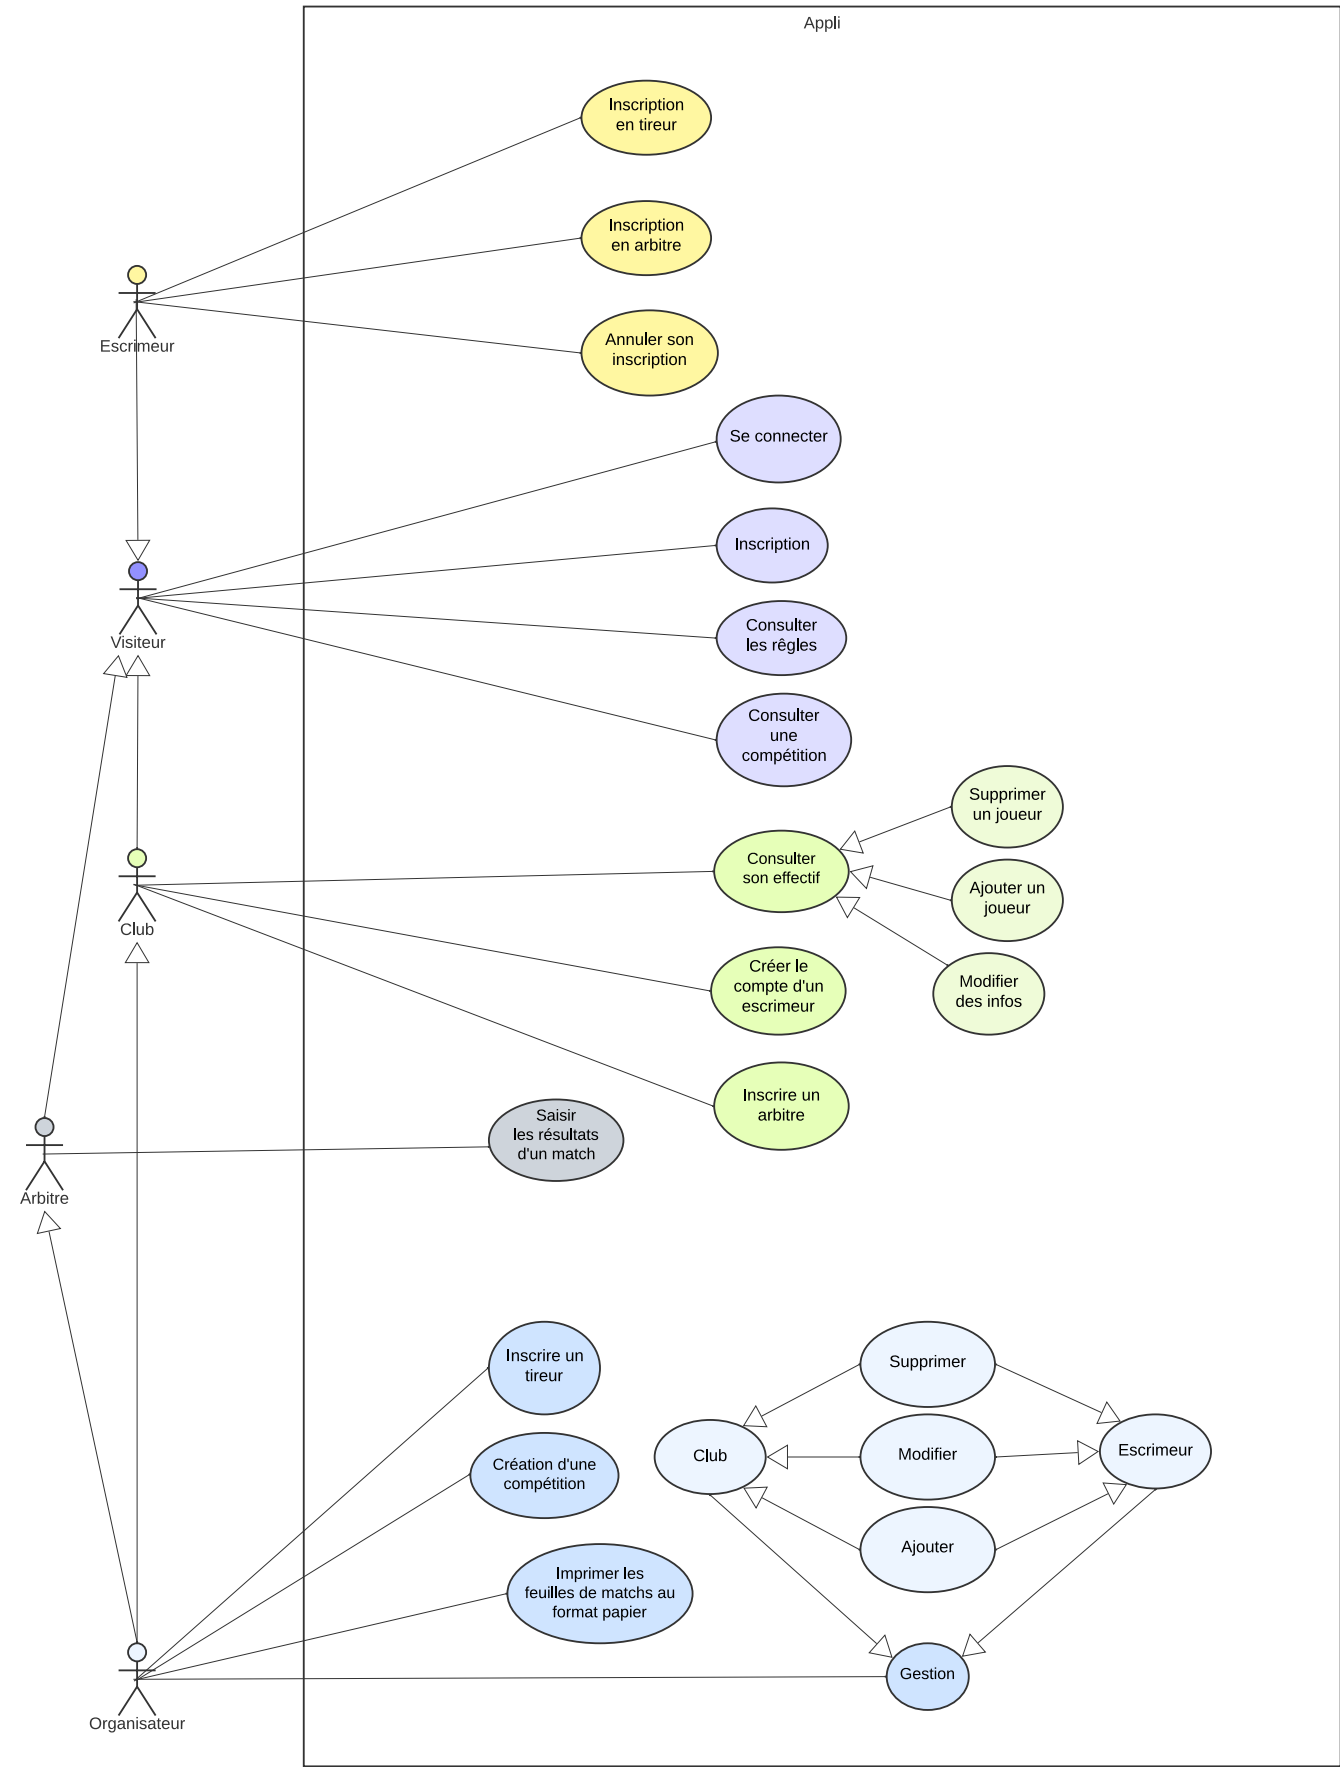 Appli
Inscription
en tireur
Inscription
en arbitre
Escrimeur
Annuler son
inscription
Se connecter
Inscription
Visiteur
Consulter
les rêgles
Consulter
une
compétition
Supprimer
un joueur
Consulter
son effectif
Ajouter un
joueur
Club
Créer le
compte d'un
escrimeur
Modifier
des infos
Inscrire un
arbitre
Saisir
les résultats
d'un match
Arbitre
Inscrire un
tireur
Supprimer
Club
Modifier
Escrimeur
Création d'une
compétition
Ajouter
Imprimer les
feuilles de matchs au
format papier
Gestion
Organisateur